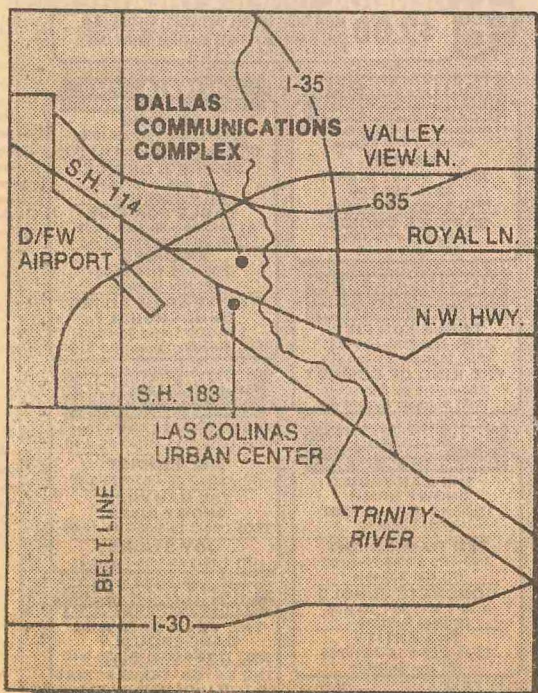 I-35
DALLAS
COMMUNICATIONS
COMPLEX
VALLEY
VIEW LN.
S.H. 114
635
D/FW
AIRPORT
ROYAL LN.
N.W. HWY.
S.H. 183
LAS COLINAS
URBAN CENTER
BELT LINE
TRINITY
RIVER
I-30